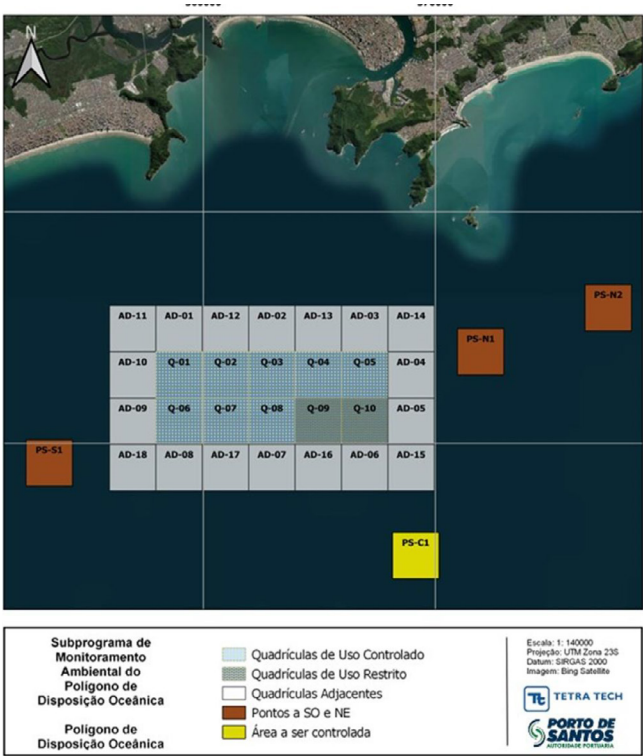 N
PS-N2
AD-11 AD-01 AD-12 AD-02 AD-13 AD-03 AD-14
PS-N1
AD-10 Q-01 Q-02 Q-03 Q-04 Q-05 AD-04
AD-09 Q-06 Q-07 Q-08 Q-09 Q-10 AD-05
PS-S1
AD-18 AD-08 AD-17 AD-07 AD-16 AD-06 AD-15
PS-C1
Subprograma de
Monitoramento
Ambiental do
Polígono de
Disposição Oceânica
Polígono de
Disposição Oceânica
Quadrículas de Uso Controlado
Quadrículas de Uso Restrito
Quadrículas Adjacentes
Pontos a SO e NE
Área a ser controlada
Escala: 1: 140000
Projeção: UTM Zona 23S
Datum: SIRGAS 2000
Imagem: Bing Satellite
TETRA TECH
PORTO DE
SANTOS
AUTORIDADE PORTUÁRIA